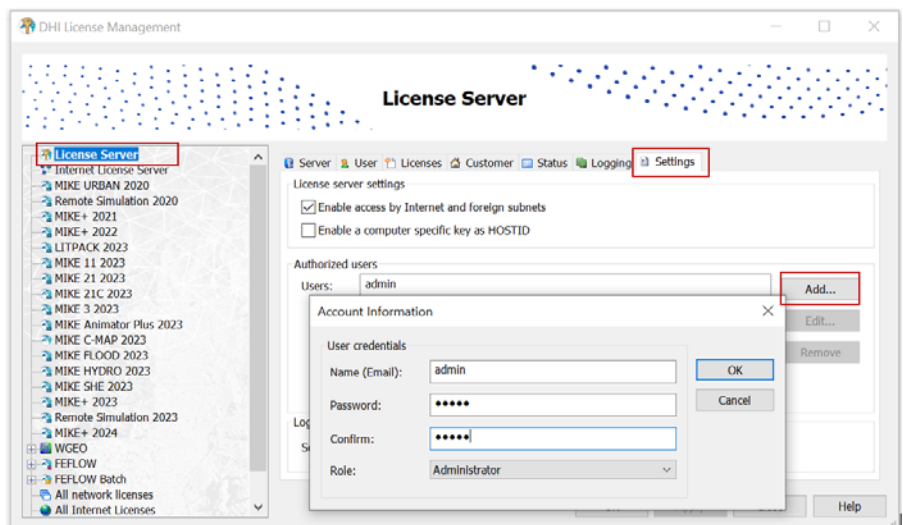 DHI License Management
License Server
License Server
Internet License Server
MIKE URBAN 2020
Remote Simulation 2020
MIKE+ 2021
MIKE+ 2022
LITPACK 2023
MIKE 11 2023
MIKE 21 2023
MIKE 21C 2023
MIKE 3 2023
MIKE Animator Plus 2023
MIKE C-MAP 2023
MIKE FLOOD 2023
MIKE HYDRO 2023
MIKE SHE 2023
MIKE+ 2023
Remote Simulation 2023
MIKE+ 2024
WGEO
FEFLOW
FEFLOW Batch
All network licenses
All Internet Licenses
Server User Licenses Customer Status Logging Settings
License server settings
Enable access by Internet and foreign subnets
Enable a computer specific key as HOSTID
Authorized users
Users: admin
Add...
Edit...
Remove
Account Information
User credentials
Name (Email): admin
Password: •••••
Confirm: •••••
Role: Administrator
OK
Cancel
Help